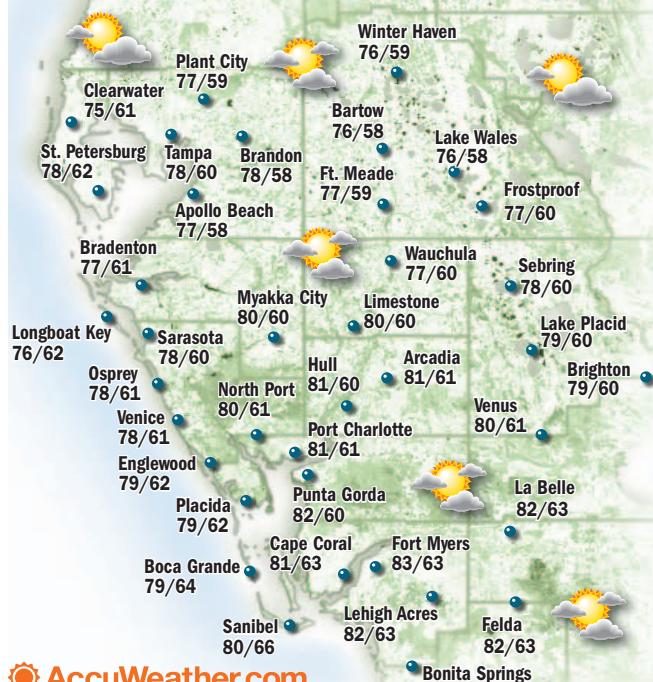 Winter Haven
76/59
Plant City
77/59
Clearwater
75/61
Bartow
76/58
Lake Wales
76/58
St. Petersburg
78/62
Tampa
78/60
Brandon
78/58
Ft. Meade
77/59
Frostproof
77/60
Apollo Beach
77/58
Bradenton
77/61
Wauchula
77/60
Sebring
78/60
Myakka City
80/60
Limestone
80/60
Longboat Key
76/62
Sarasota
78/60
Lake Placid
79/60
Osprey
78/61
Hull
81/60
Arcadia
81/61
Brighton
79/60
North Port
80/61
Venus
80/61
Venice
78/61
Port Charlotte
81/61
Englewood
79/62
Punta Gorda
82/60
La Belle
82/63
Placida
79/62
Cape Coral
81/63
Fort Myers
83/63
Boca Grande
79/64
Lehigh Acres
82/63
Felda
82/63
Sanibel
80/66
Bonita Springs
AccuWeather.com